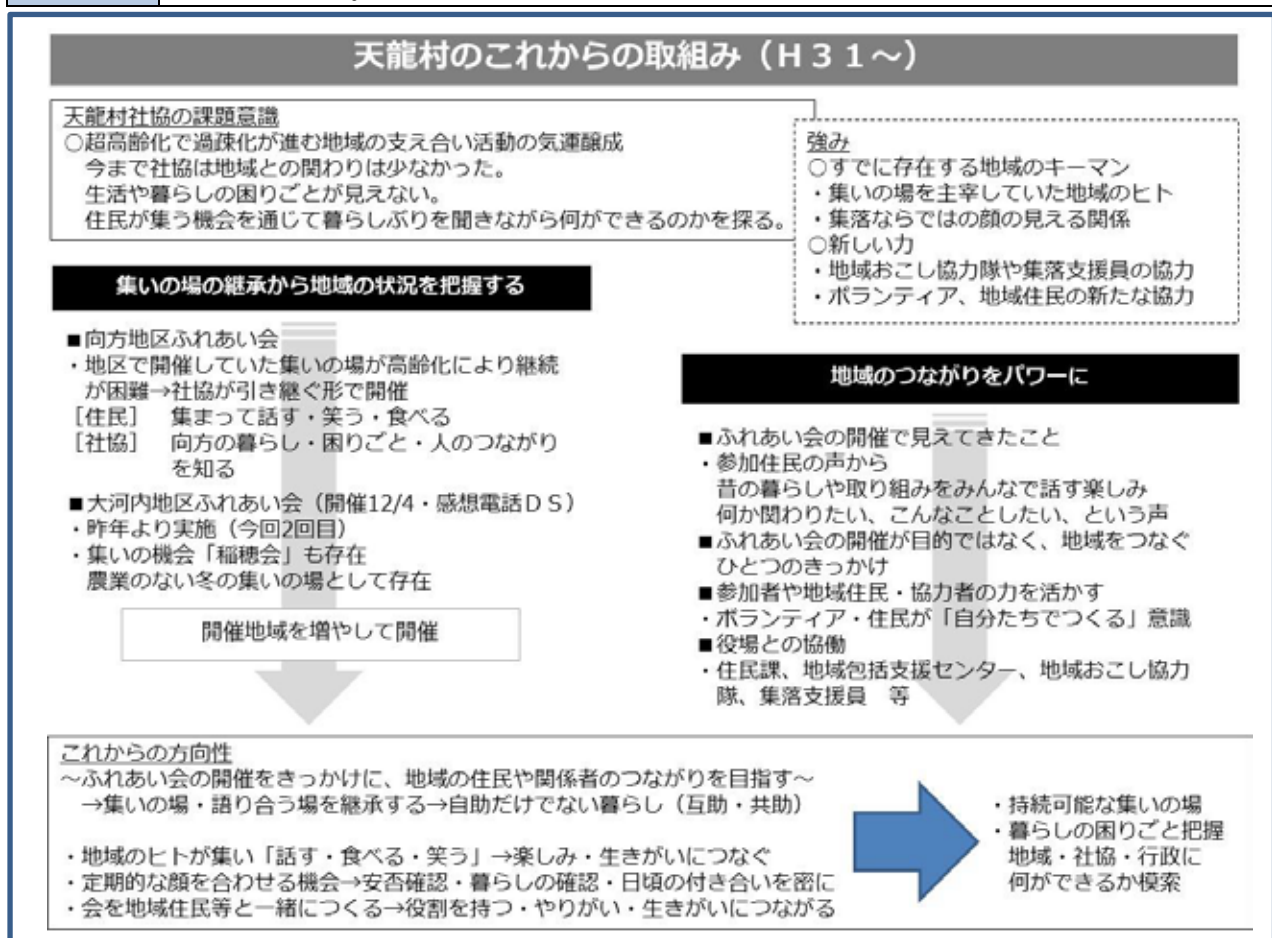 天龍村のこれからの取組み（Ｈ３１～）
天龍村社協の課題意識
○超高齢化で過疎化が進む地域の支え合い活動の気運醸成
今まで社協は地域との関わりは少なかった。
生活や暮らしの困りごとが見えない。
住民が集う機会を通じて暮らしぶりを聞きながら何ができるのかを探る。
強み
○すでに存在する地域のキーマン
・集いの場を主宰していた地域のヒト
・集落ならではの顔の見える関係
○新しい力
・地域おこし協力隊や集落支援員の協力
・ボランティア、地域住民の新たな協力
集いの場の継承から地域の状況を把握する
■向方地区ふれあい会
・地区で開催していた集いの場が高齢化により継続
が困難→社協が引き継ぐ形で開催
［住民］ 集まって話す・笑う・食べる
［社協］ 向方の暮らし・困りごと・人のつながり
を知る
■大河内地区ふれあい会（開催12/4・感想電話ＤＳ）
・昨年より実施（今回2回目）
・集いの機会「稲穂会」も存在
農業のない冬の集いの場として存在
開催地域を増やして開催
地域のつながりをパワーに
■ふれあい会の開催で見えてきたこと
・参加住民の声から
昔の暮らしや取り組みをみんなで話す楽しみ
何か関わりたい、こんなことしたい、という声
■ふれあい会の開催が目的ではなく、地域をつなぐ
ひとつのきっかけ
■参加者や地域住民・協力者の力を活かす
・ボランティア・住民が「自分たちでつくる」意識
■役場との協働
・住民課、地域包括支援センター、地域おこし協力
隊、集落支援員 等
これからの方向性
～ふれあい会の開催をきっかけに、地域の住民や関係者のつながりを目指す～
→集いの場・語り合う場を継承する→自助だけでない暮らし（互助・共助）
・地域のヒトが集い「話す・食べる・笑う」→楽しみ・生きがいにつなぐ
・定期的な顔を合わせる機会→安否確認・暮らしの確認・日頃の付き合いを密に
・会を地域住民等と一緒につくる→役割を持つ・やりがい・生きがいにつながる
・持続可能な集いの場
・暮らしの困りごと把握
地域・社協・行政に
何ができるか模索